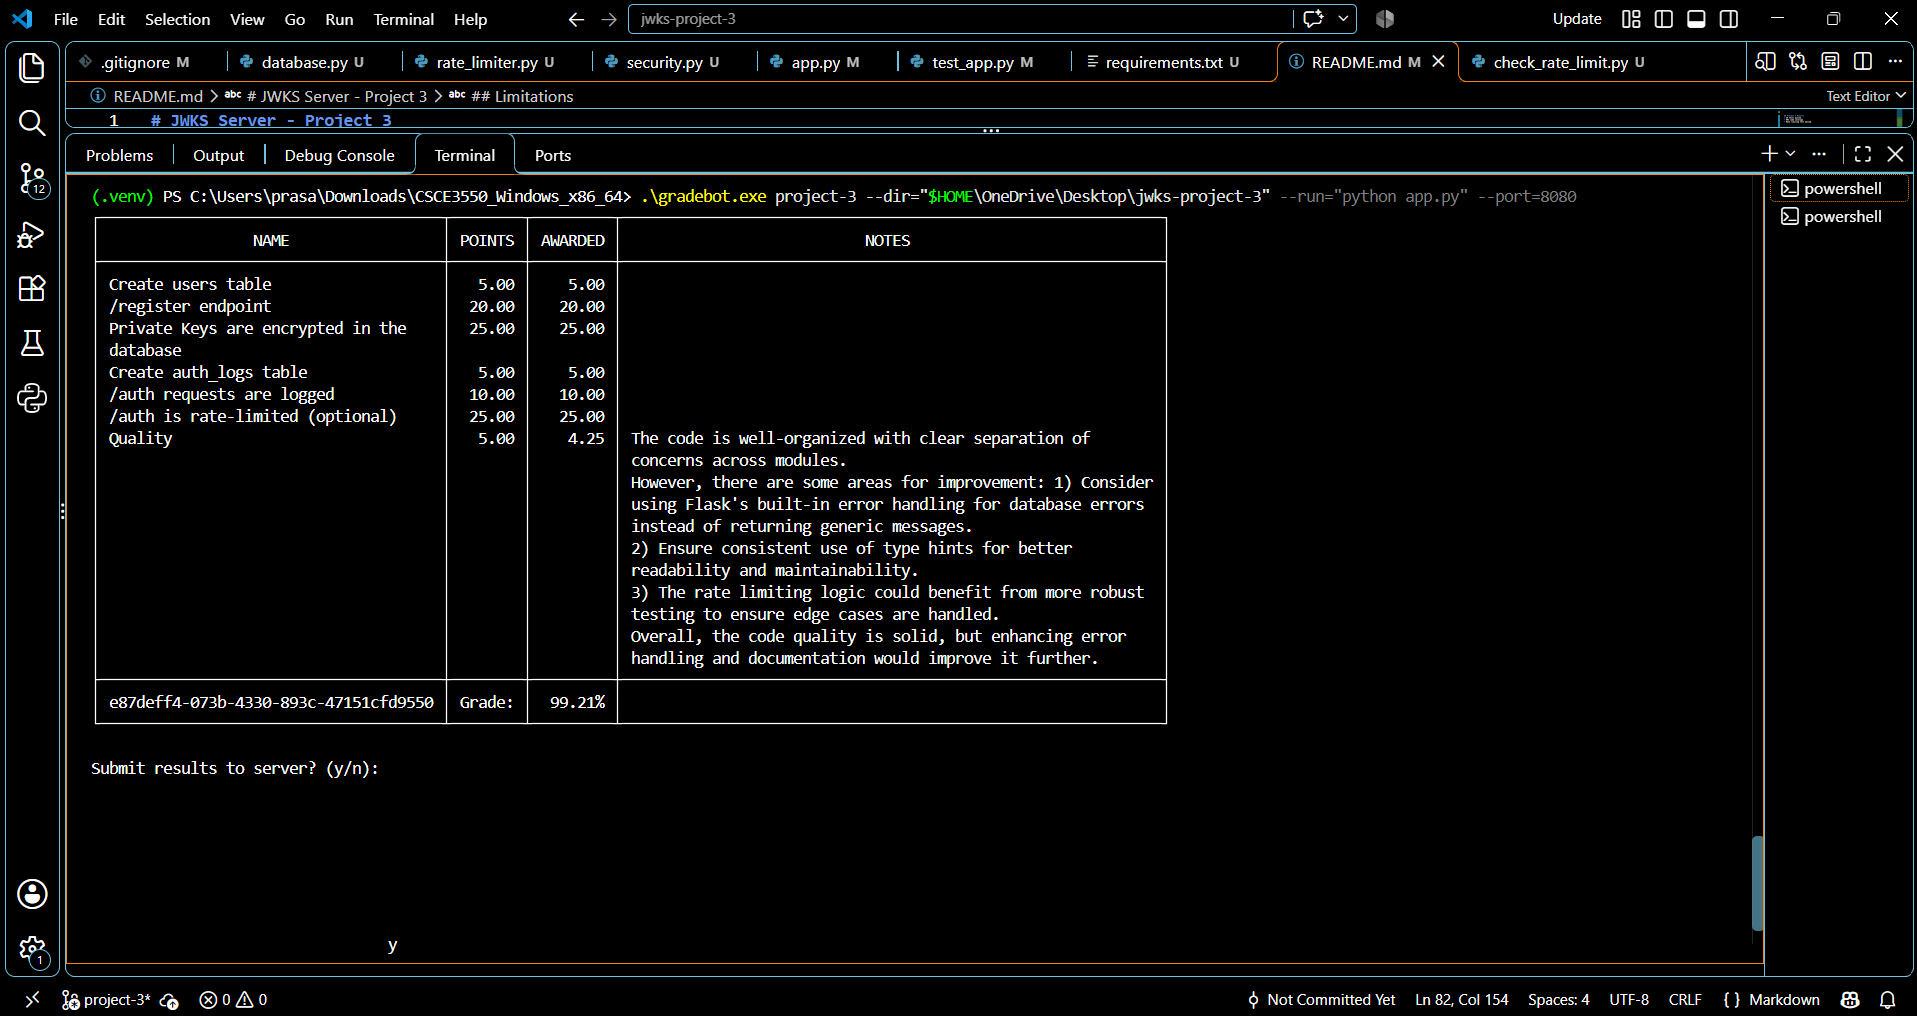 File Edit Selection View Go Run Terminal Help
jwks-project-3
Update
.gitignore M
database.py U
rate_limiter.py U
security.py U
app.py M
test_app.py M
requirements.txt U
README.md M
check_rate_limit.py U
README.md > abc # JWKS Server - Project 3 > abc ## Limitations
Text Editor
1 # JWKS Server - Project 3
Problems Output Debug Console Terminal Ports
(.venv) PS C:\Users\prasa\Downloads\CSCE3550_Windows_x86_64> .\gradebot.exe project-3 --dir="$HOME\OneDrive\Desktop\jwks-project-3" --run="python app.py" --port=8080
powershell
powershell
NAME POINTS AWARDED NOTES
Create users table 5.00 5.00
/register endpoint 20.00 20.00
Private Keys are encrypted in the 25.00 25.00
database
Create auth_logs table 5.00 5.00
/auth requests are logged 10.00 10.00
/auth is rate-limited (optional) 25.00 25.00
Quality 5.00 4.25 The code is well-organized with clear separation of
concerns across modules.
However, there are some areas for improvement: 1) Consider
using Flask's built-in error handling for database errors
instead of returning generic messages.
2) Ensure consistent use of type hints for better
readability and maintainability.
3) The rate limiting logic could benefit from more robust
testing to ensure edge cases are handled.
Overall, the code quality is solid, but enhancing error
handling and documentation would improve it further.
e87deff4-073b-4330-893c-47151cfd9550 Grade: 99.21%
Submit results to server? (y/n):
y
12
1
project-3* 0 0
Not Committed Yet Ln 82, Col 154 Spaces: 4 UTF-8 CRLF { } Markdown